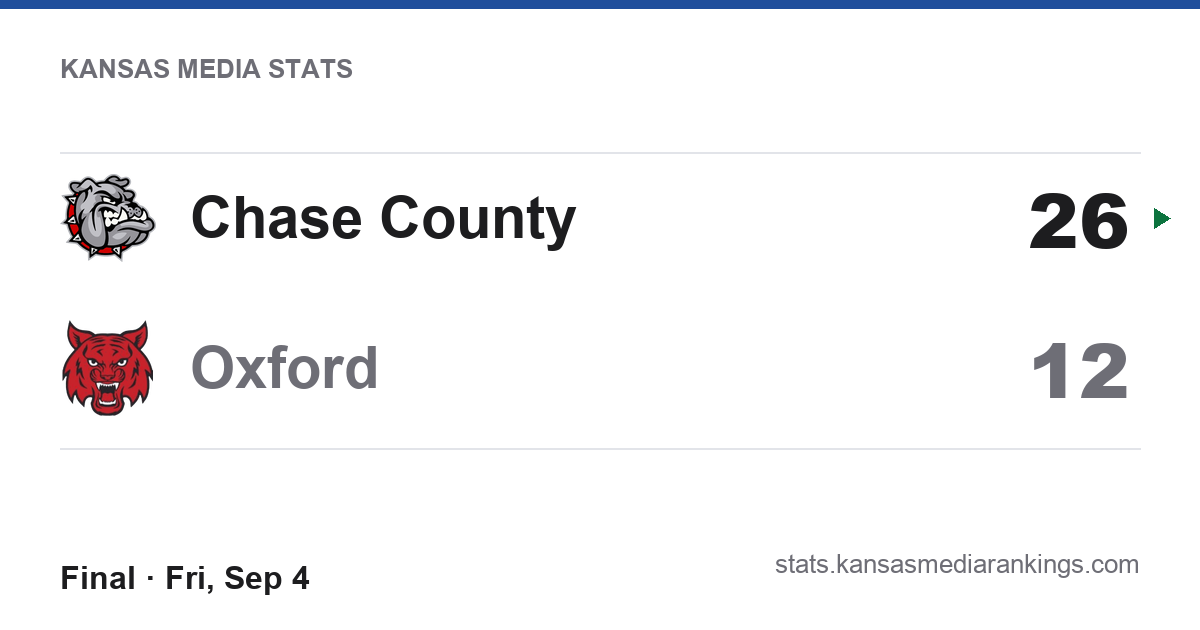 KANSAS MEDIA STATS
Chase County 26
Oxford 12
Final · Fri, Sep 4
stats.kansasmediarankings.com